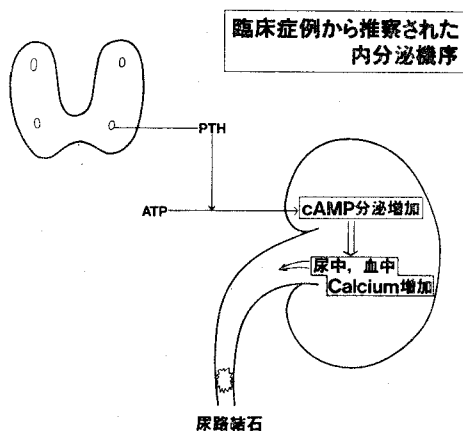 臨床症例から推察された
内分泌機序
PTH
ATP
cAMP分泌増加
尿中,血中
Calcium増加
尿路結石